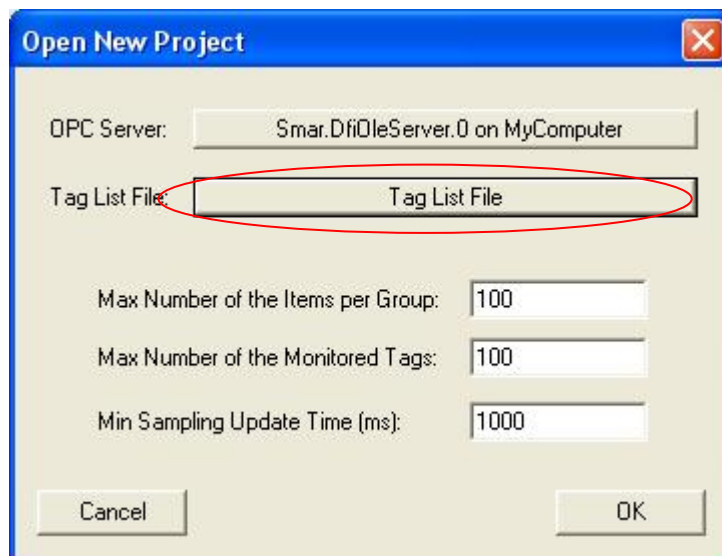 Open New Project
OPC Server: Smar.DfiOleServer.0 on MyComputer
Tag List File: Tag List File
Max Number of the Items per Group: 100
Max Number of the Monitored Tags: 100
Min Sampling Update Time (ms): 1000
Cancel OK